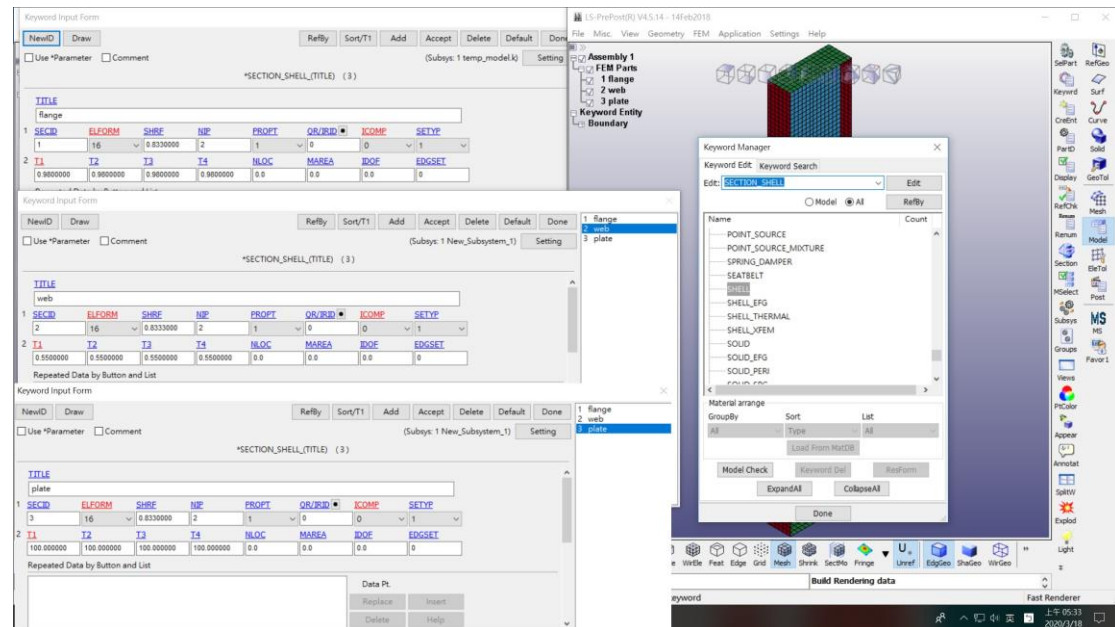 Keyword Input Form
NewID Draw RefBy Sort/T1 Add Accept Delete Default Done
Use *Parameter Comment (Subsys: 1 temp_model.k) Setting
*SECTION_SHELL_(TITLE) (3)
TITLE
flange
1 SECID ELFORM SHRF NIP PROPT QR/IRID ICOMP SETYP
1 16 0.8330000 2 1 0 0 1
2 T1 T2 T3 T4 NLOC MAREA IDOF EDGSET
0.9800000 0.9800000 0.9800000 0.9800000 0.0 0.0 0.0 0
Keyword Input Form
NewID Draw RefBy Sort/T1 Add Accept Delete Default Done
Use *Parameter Comment (Subsys: 1 New_Subsystem_1) Setting
*SECTION_SHELL_(TITLE) (3)
TITLE
web
1 SECID ELFORM SHRF NIP PROPT QR/IRID ICOMP SETYP
2 16 0.8333000 2 1 0 0 1
2 T1 T2 T3 T4 NLOC MAREA IDOF EDGSET
0.5500000 0.5500000 0.5500000 0.5500000 0.0 0.0 0.0 0
Repeated Data by Button and List
1 flange
2 web
3 plate
Keyword Input Form
NewID Draw RefBy Sort/T1 Add Accept Delete Default Done
Use *Parameter Comment (Subsys: 1 New_Subsystem_1) Setting
*SECTION_SHELL_(TITLE) (3)
TITLE
plate
1 SECID ELFORM SHRF NIP PROPT QR/IRID ICOMP SETYP
3 16 0.8330000 2 1 0 0 1
2 T1 T2 T3 T4 NLOC MAREA IDOF EDGSET
100.000000 100.000000 100.000000 100.000000 0.0 0.0 0.0 0
Repeated Data by Button and List
Data Pt.
Replace Insert
Delete Help
1 flange
2 web
3 plate
LS-PrePost(R) V4.5.14 - 14Feb2018
File Misc. View Geometry FEM Application Settings Help
Assembly 1
FEM Parts
1 flange
2 web
3 plate
Keyword Entity
Boundary
Keyword Manager
Keyword Edit Keyword Search
Edit: SECTION_SHELL Edit
Model All RefBy
Name Count
POINT_SOURCE
POINT_SOURCE_MIXTURE
SPRING_DAMPER
SEATBELT
SHELL
SHELL_EFG
SHELL_THERMAL
SHELL_XFEM
SOLID
SOLID_EFG
SOLID_PERI
Material arrange
GroupBy Sort List
All Type All
Load From MatDB
Model Check Keyword Del ResForm
ExpandAll CollapseAll
Done
SelPart RefGeo
Keywrd Surf
CreEnt Curve
PartD Solid
Display GeoTol
RefChk Mesh
Renum Model
Section EleTol
MSelect Post
Subsys MS
Groups Favor1
Views
PtColor
Appear
Annotat
SplitW
Explod
Light
WirEle Feat Edge Grid Mesh Shrink SectMo Fringe Unref EdgGeo ShaGeo WirGeo
Build Rendering data
eyword Fast Renderer
英 上午 05:33
2020/3/18